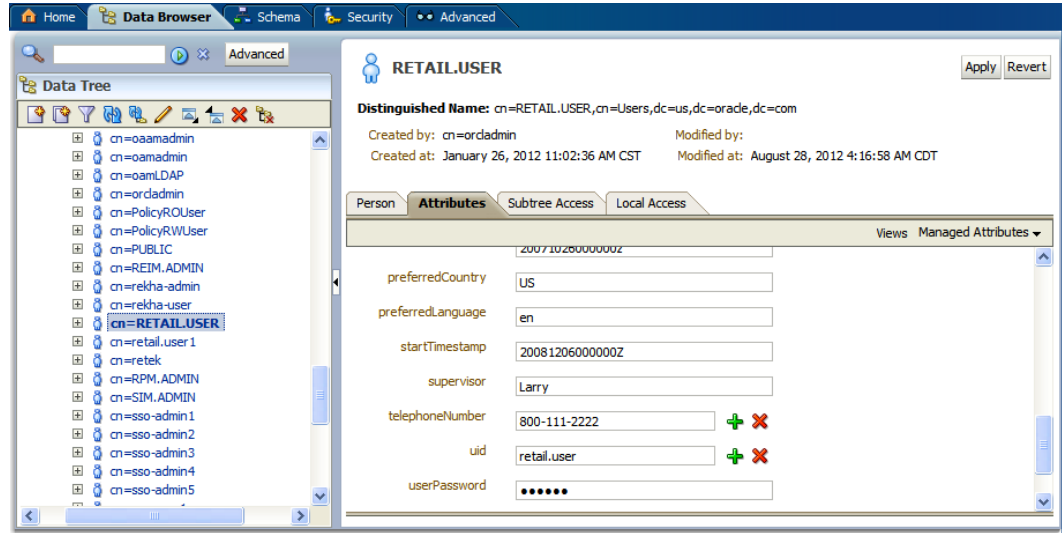 Home Data Browser Schema Security Advanced
Advanced
Data Tree
cn=oaamadmin
cn=oamadmin
cn=oamLDAP
cn=orcladmin
cn=PolicyROUser
cn=PolicyRWUser
cn=PUBLIC
cn=REIM.ADMIN
cn=rekha-admin
cn=rekha-user
cn=RETAIL.USER
cn=retail.user1
cn=retek
cn=RPM.ADMIN
cn=SIM.ADMIN
cn=sso-admin1
cn=sso-admin2
cn=sso-admin3
cn=sso-admin4
cn=sso-admin5
RETAIL.USER
Apply Revert
Distinguished Name: cn=RETAIL.USER,cn=Users,dc=us,dc=oracle,dc=com
Created by: cn=orcladmin Modified by:
Created at: January 26, 2012 11:02:36 AM CST Modified at: August 28, 2012 4:16:58 AM CDT
Person Attributes Subtree Access Local Access
Views Managed Attributes
preferredCountry US
preferredLanguage en
startTimestamp 20081206000000Z
supervisor Larry
telephoneNumber 800-111-2222
uid retail.user
userPassword ••••••